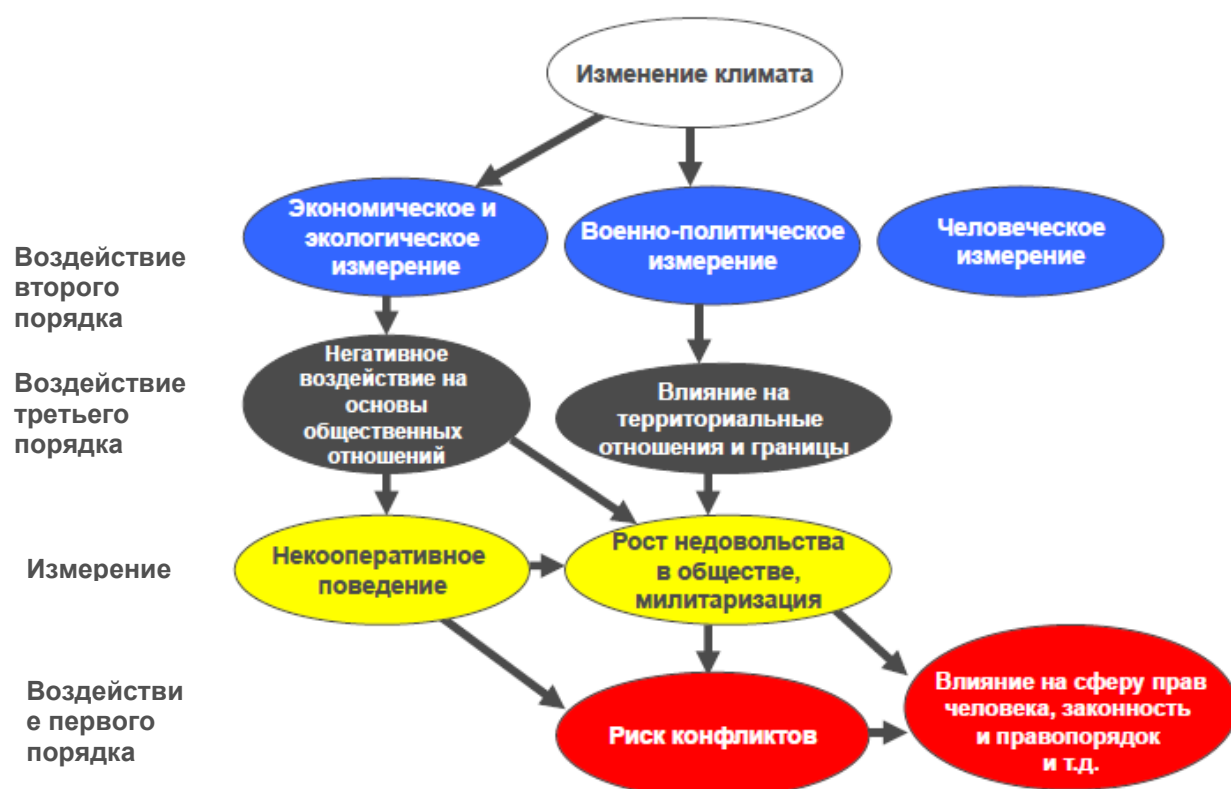 Изменение климата
Экономическое и
экологическое
измерение
Военно-политическое
измерение
Человеческое
измерение
Воздействие
второго
порядка
Негативное
воздействие на
основы
общественных
отношений
Влияние на
территориальные
отношения и границы
Воздействие
третьего
порядка
Некооперативное
поведение
Рост недовольства
в обществе,
милитаризация
Измерение
Риск конфликтов
Влияние на сферу прав
человека, законность
и правопорядок
и т.д.
Воздействи
е первого
порядка